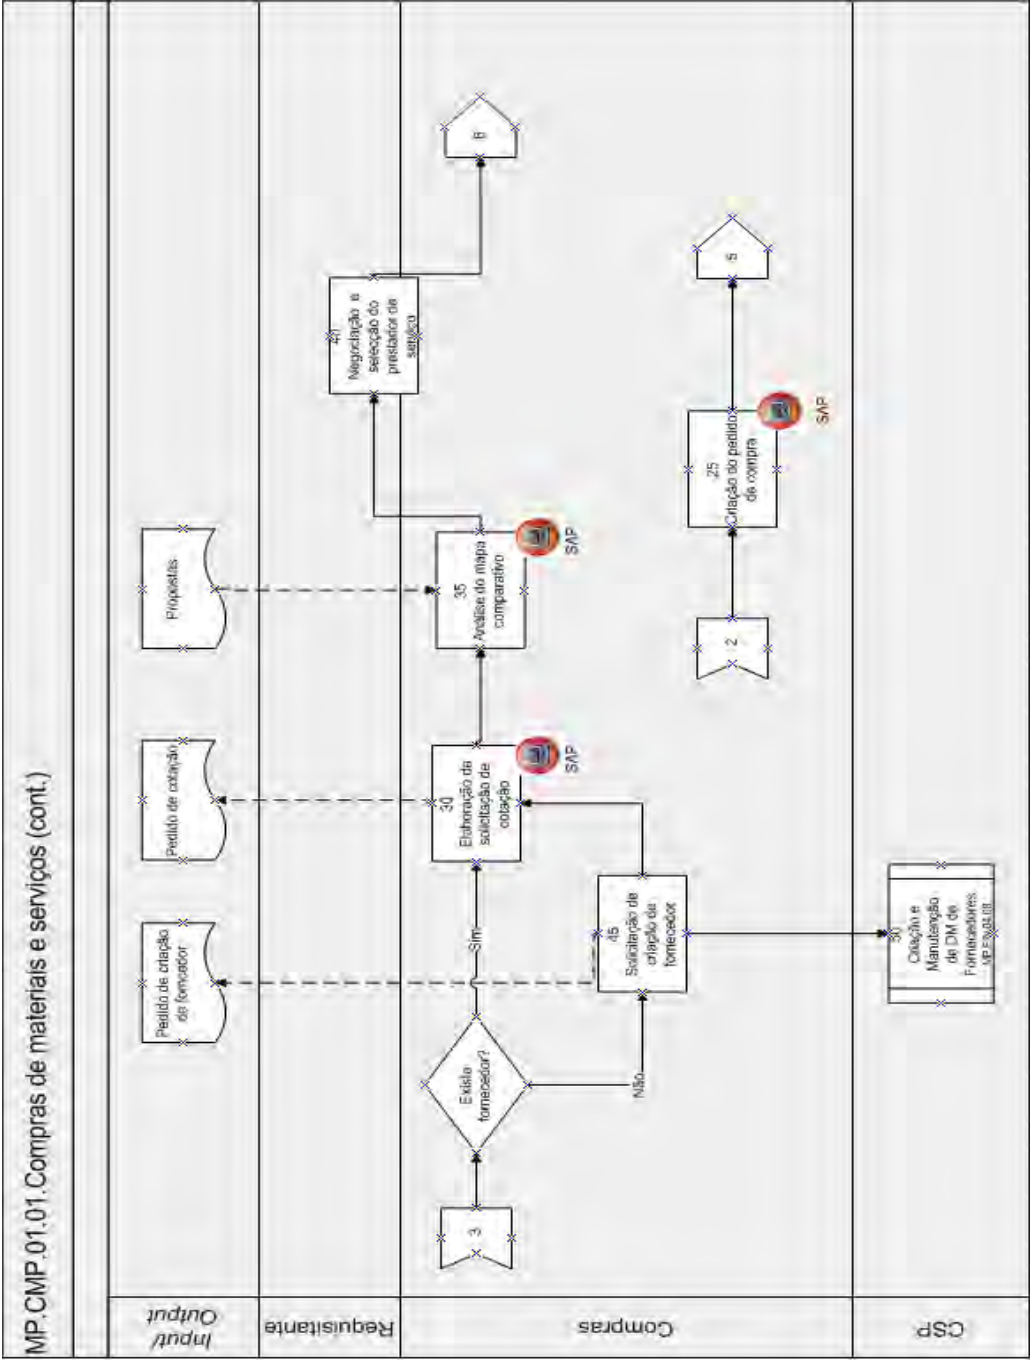 MP.CMP.01.01.Compras de materiais e serviços (cont.)
Input/
Output
Pedido de criação
de forncador
Pedido de cotação
Propostas
Requisitante
40
Negociação e
selecção do
prestador de
serviço
Compras
3
Existe
fornecedor?
Sim
Não
45
Solicitação de
criação de
fornecedor
30
Elaboração da
solicitação de
cotação
SAP
35
Análise do mapa
comparativo
SAP
6
2
25
Criação do pedido
de compra
SAP
5
CSP
50
Criação e
Manutenção
de DM de
Fornecedores